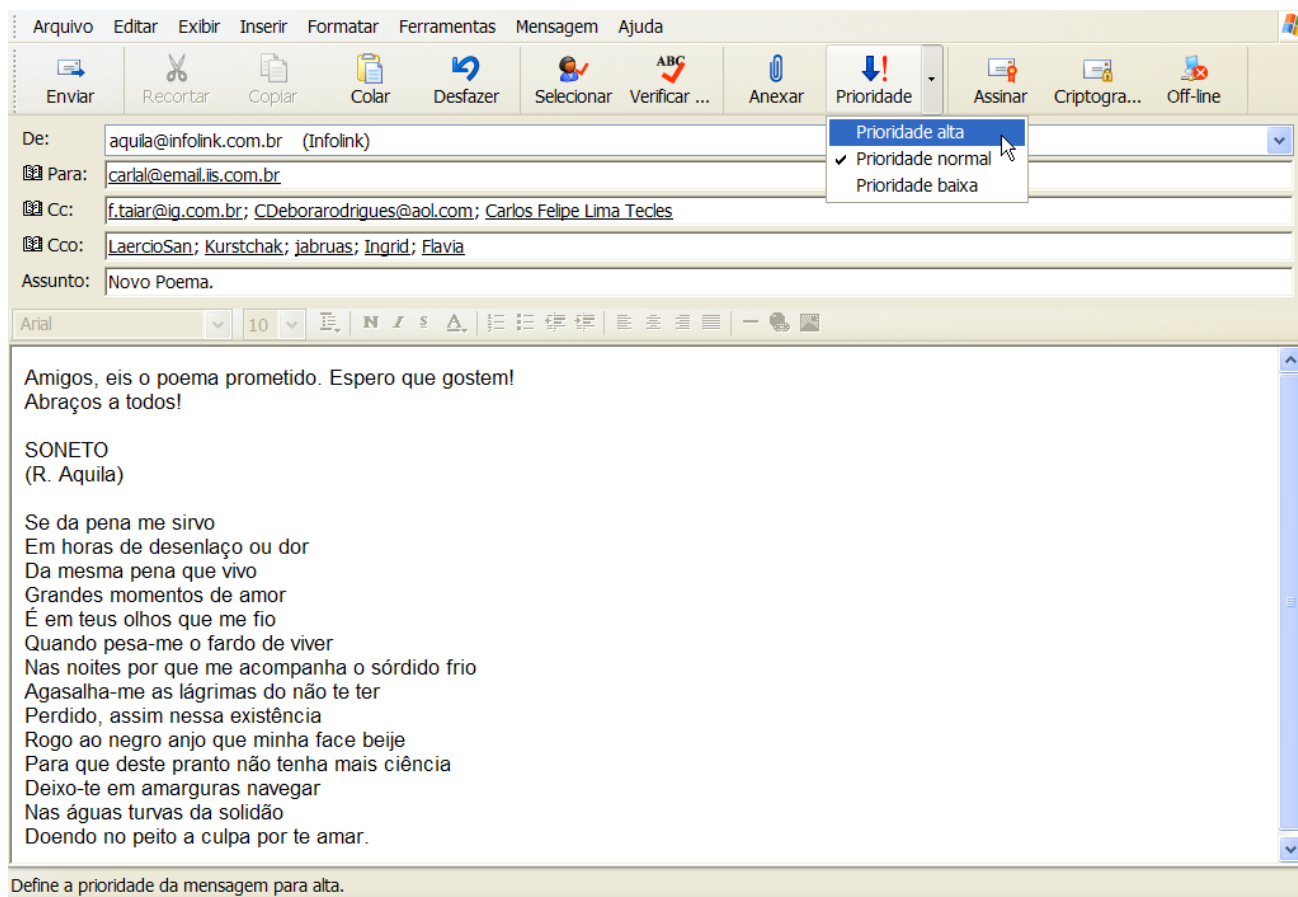 Arquivo Editar Exibir Inserir Formatar Ferramentas Mensagem Ajuda
Enviar Recortar Copiar Colar Desfazer Selecionar Verificar ... Anexar Prioridade Assinar Criptogra... Off-line
De: aquila@infolink.com.br (Infolink)
Prioridade alta
Prioridade normal
Prioridade baixa
Para: carlal@email.iis.com.br
Cc: f.taiar@ig.com.br; CDeborarodrigues@aol.com; Carlos Felipe Lima Tecles
Cco: LaercioSan; Kurstchak; jabruas; Ingrid; Flavia
Assunto: Novo Poema.
Arial 10 N I S A
Amigos, eis o poema prometido. Espero que gostem!
Abraços a todos!
SONETO
(R. Aquila)
Se da pena me sirvo
Em horas de desenlaço ou dor
Da mesma pena que vivo
Grandes momentos de amor
É em teus olhos que me fio
Quando pesa-me o fardo de viver
Nas noites por que me acompanha o sórdido frio
Agasalha-me as lágrimas do não te ter
Perdido, assim nessa existência
Rogo ao negro anjo que minha face beije
Para que deste pranto não tenha mais ciência
Deixo-te em amarguras navegar
Nas águas turvas da solidão
Doendo no peito a culpa por te amar.
Define a prioridade da mensagem para alta.